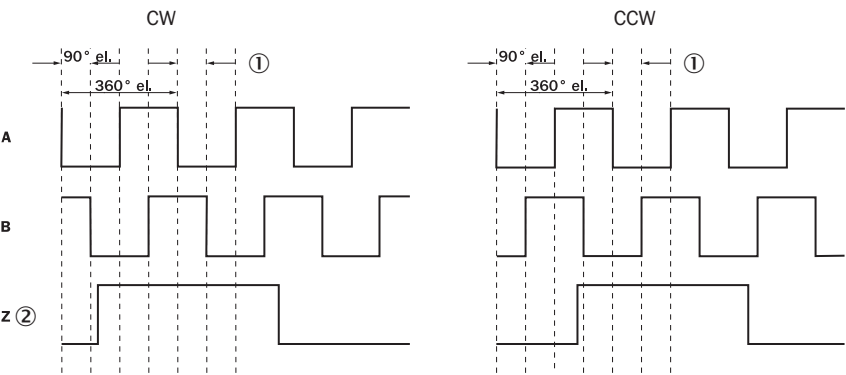 CW CCW
90° el. ① 90° el. ①
360° el. 360° el.
A
B
Z ②